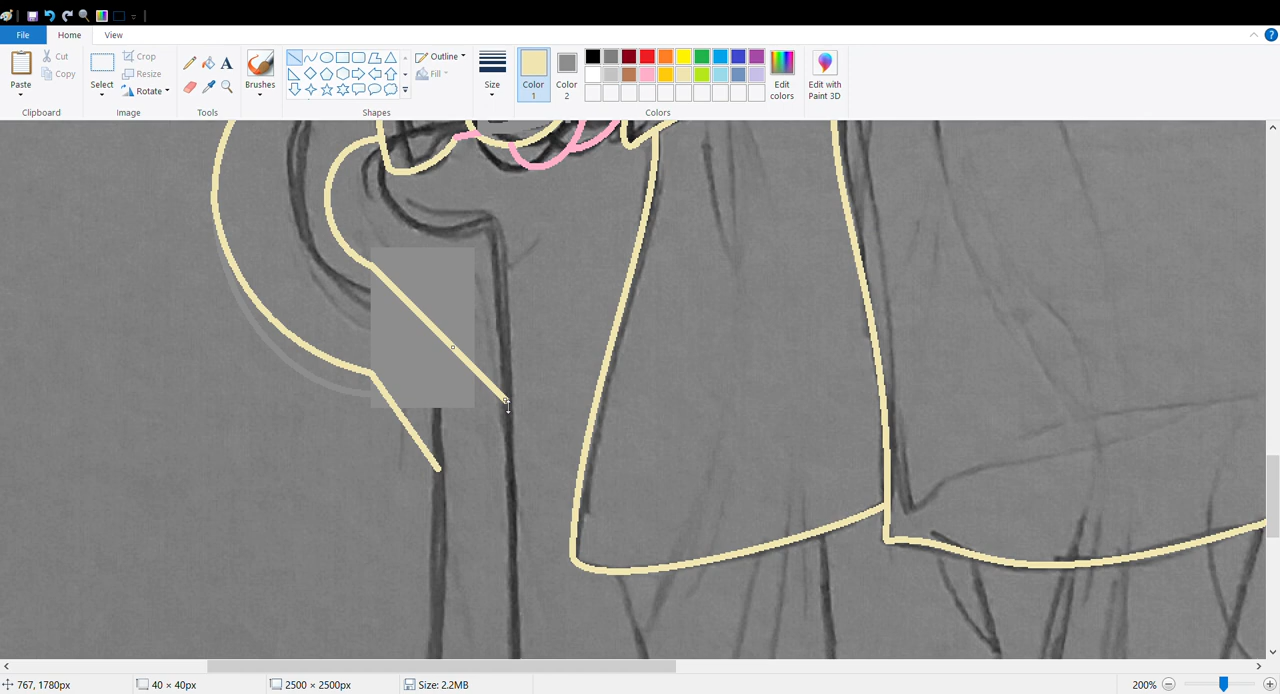 File Home View ?
Paste Cut Copy Clipboard
Select Crop Resize Rotate Image
A Tools
Brushes
Shapes Outline Fill
Size
Color 1 Color 2 Edit colors Colors
Edit with Paint 3D
767, 1780px 40 × 40px 2500 × 2500px Size: 2.2MB 200%